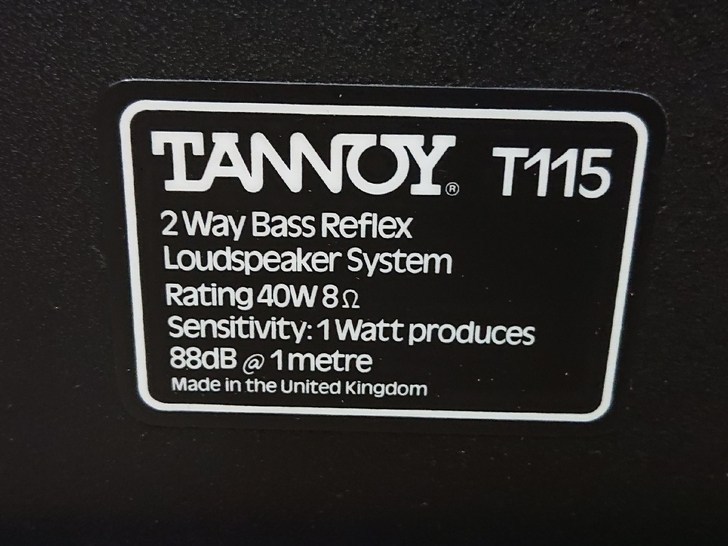 TANNOY® T115
2 Way Bass Reflex
Loudspeaker System
Rating 40W 8Ω
Sensitivity: 1 Watt produces
88dB @ 1 metre
Made in the United Kingdom